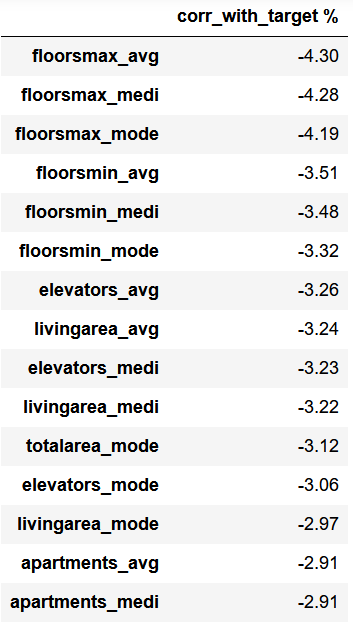 corr_with_target %
floorsmax_avg -4.30
floorsmax_medi -4.28
floorsmax_mode -4.19
floorsmin_avg -3.51
floorsmin_medi -3.48
floorsmin_mode -3.32
elevators_avg -3.26
livingarea_avg -3.24
elevators_medi -3.23
livingarea_medi -3.22
totalarea_mode -3.12
elevators_mode -3.06
livingarea_mode -2.97
apartments_avg -2.91
apartments_medi -2.91